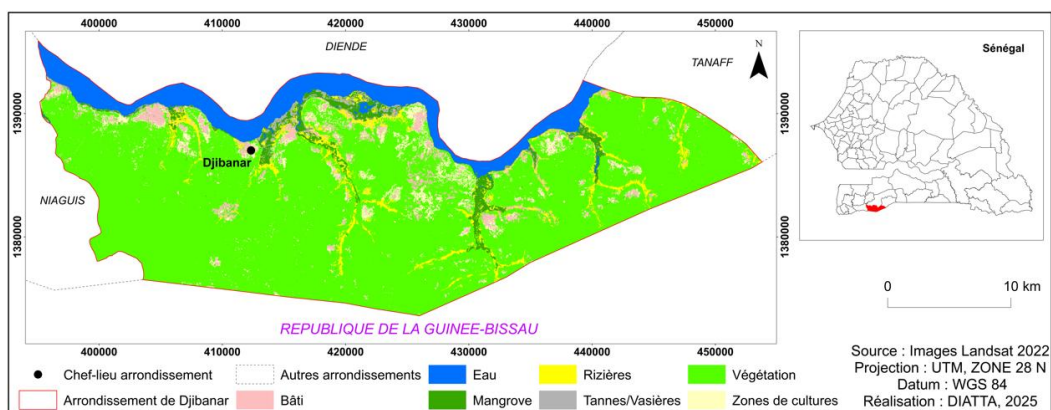 400000 410000 420000 430000 440000 450000
DIENDE
TANAFF
N
Sénégal
1390000
1390000
Djibanar
NIAGUIS
1380000
1380000
REPUBLIQUE DE LA GUINEE-BISSAU
400000 410000 420000 430000 440000 450000
0 10 km
Chef-lieu arrondissement
Autres arrondissements
Eau
Rizières
Végétation
Arrondissement de Djibanar
Bâti
Mangrove
Tannes/Vasières
Zones de cultures
Source : Images Landsat 2022
Projection : UTM, ZONE 28 N
Datum : WGS 84
Réalisation : DIATTA, 2025